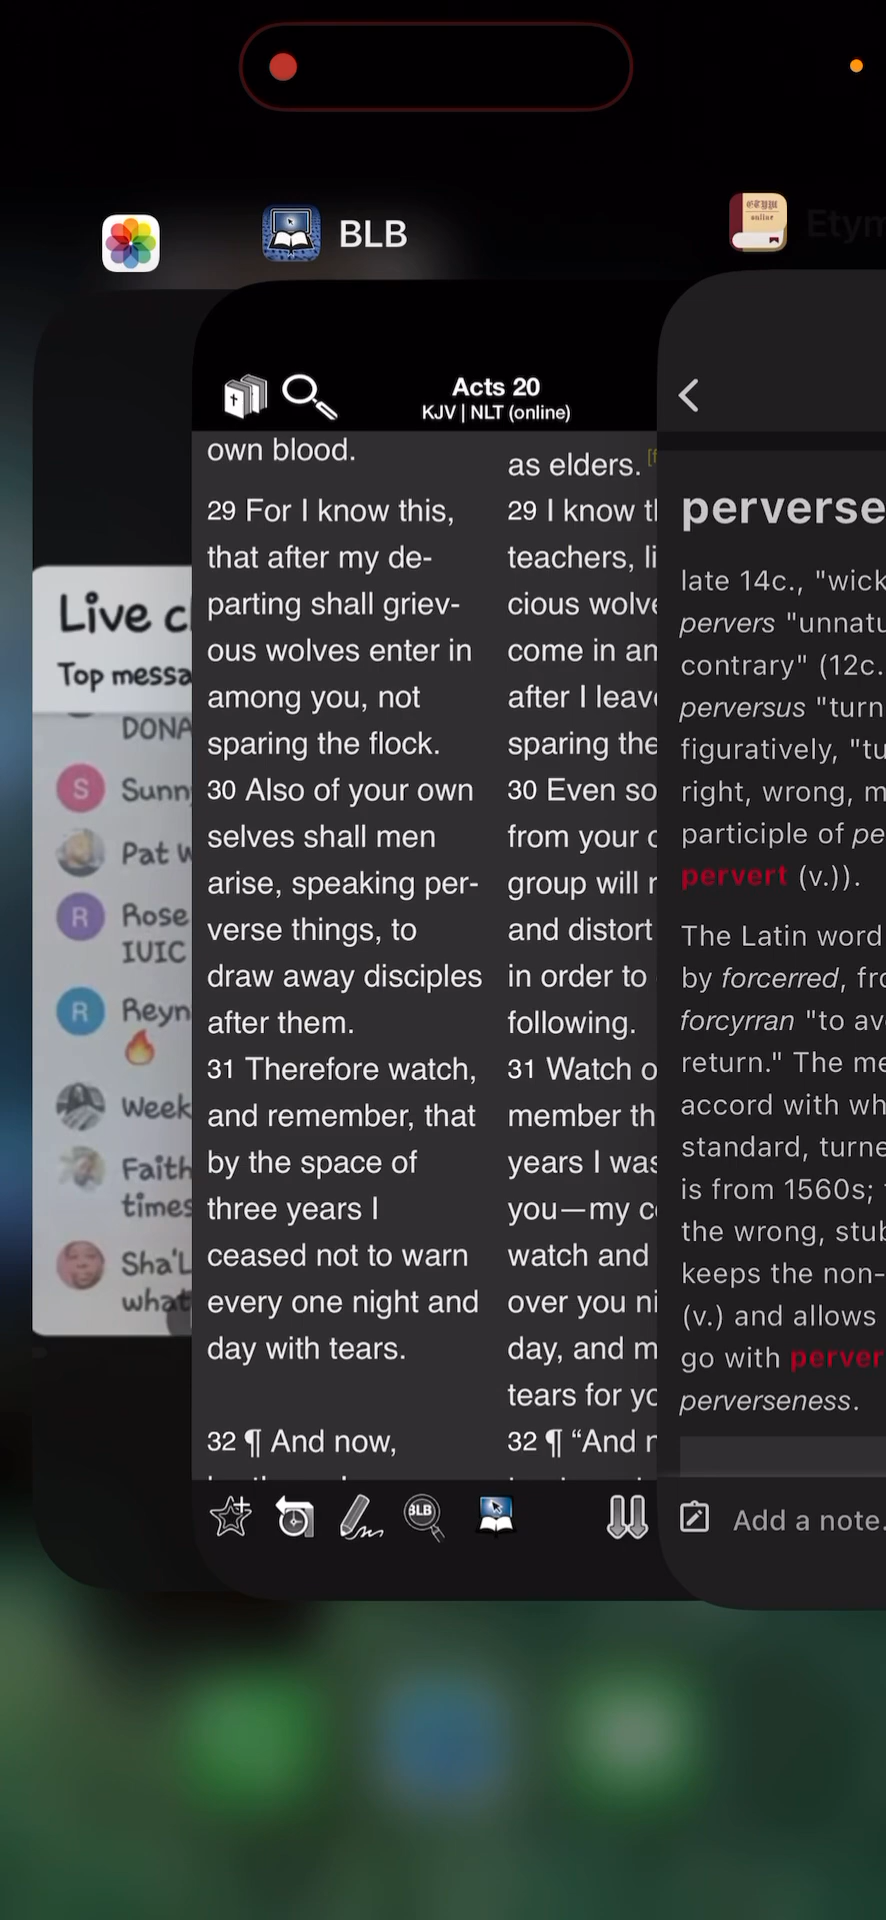 BLB
Etym
Acts 20
KJV | NLT (online)
Live c
Top messa
DONA
S Sunn
Pat W
R Rose
IUIC
R Reyn
🔥
Week
Faith
times
Sha'L
what
own blood.
29 For I know this,
that after my de-
parting shall griev-
ous wolves enter in
among you, not
sparing the flock.
30 Also of your own
selves shall men
arise, speaking per-
verse things, to
draw away disciples
after them.
31 Therefore watch,
and remember, that
by the space of
three years I
ceased not to warn
every one night and
day with tears.
32 ¶ And now,
as elders. [f
29 I know t
teachers, li
cious wolve
come in am
after I leav
sparing the
30 Even so
from your o
group will r
and distort
in order to
following.
31 Watch o
member th
years I was
you—my c
watch and
over you ni
day, and m
tears for yo
32 ¶ “And n
BLB
perverse
late 14c., "wick
pervers "unnatu
contrary" (12c.
perversus "turn
figuratively, "tu
right, wrong, m
participle of pe
pervert (v.)).
The Latin word
by forcerred, fro
forcyrran "to av
return." The me
accord with wh
standard, turne
is from 1560s;
the wrong, stub
keeps the non-
(v.) and allows
go with perver
perverseness.
Add a note.